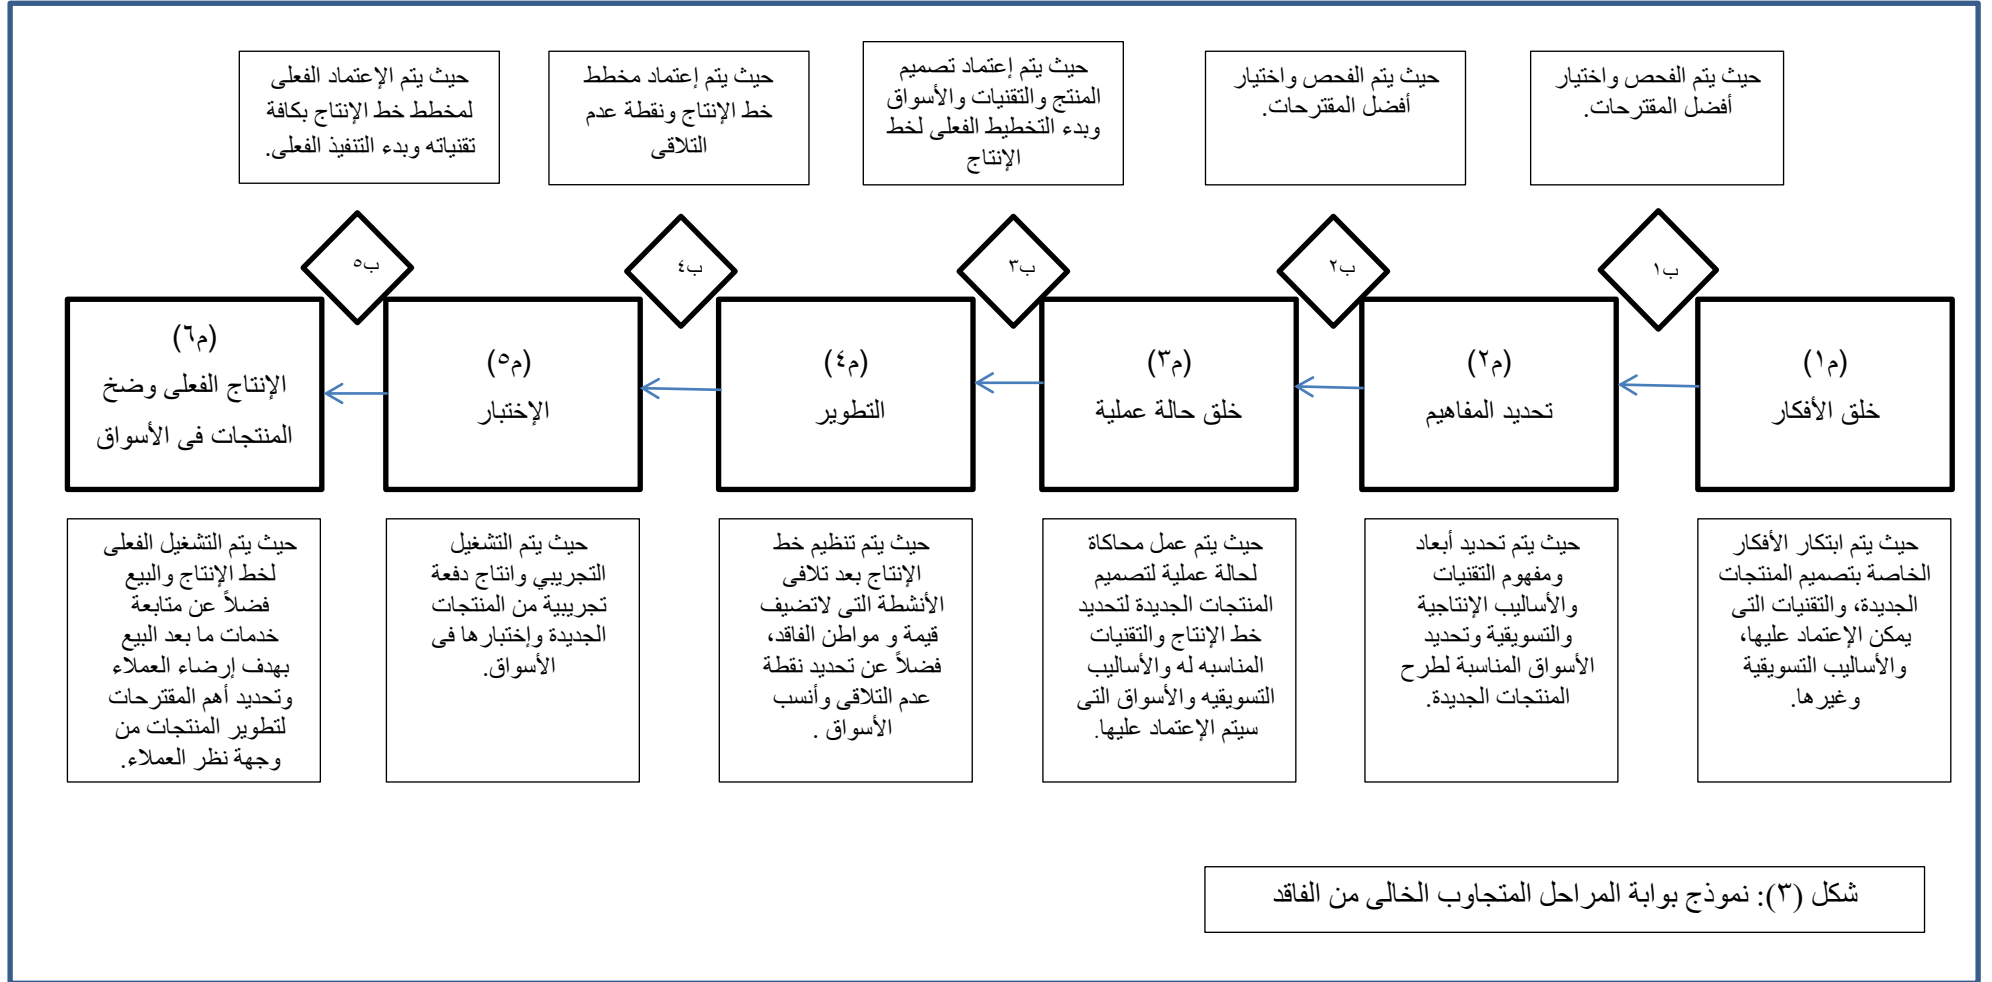 حيث يتم الفحص واختيار
أفضل المقترحات.
حيث يتم الفحص واختيار
أفضل المقترحات.
حيث يتم إعتماد تصميم
المنتج والتقنيات والأسواق
وبدء التخطيط الفعلى لخط
الإنتاج
حيث يتم إعتماد مخطط
خط الإنتاج ونقطة عدم
التلاقى
حيث يتم الإعتماد الفعلى
لمخطط خط الإنتاج بكافة
تقنياته وبدء التنفيذ الفعلى.
ب١
ب٢
ب٣
ب٤
ب٥
(م١)
خلق الأفكار
(م٢)
تحديد المفاهيم
(م٣)
خلق حالة عملية
(م٤)
التطوير
(م٥)
الإختبار
(م٦)
الإنتاج الفعلى وضخ
المنتجات فى الأسواق
حيث يتم ابتكار الأفكار
الخاصة بتصميم المنتجات
الجديدة، والتقنيات التى
يمكن الإعتماد عليها،
والأساليب التسويقية
وغيرها.
حيث يتم تحديد أبعاد
ومفهوم التقنيات
والأساليب الإنتاجية
والتسويقية وتحديد
الأسواق المناسبة لطرح
المنتجات الجديدة.
حيث يتم عمل محاكاة
لحالة عملية لتصميم
المنتجات الجديدة لتحديد
خط الإنتاج والتقنيات
المناسبه له والأساليب
التسويقيه والأسواق التى
سيتم الإعتماد عليها.
حيث يتم تنظيم خط
الإنتاج بعد تلافى
الأنشطة التى لاتضيف
قيمة و مواطن الفاقد،
فضلاً عن تحديد نقطة
عدم التلاقى وأنسب
الأسواق .
حيث يتم التشغيل
التجريبي وانتاج دفعة
تجريبية من المنتجات
الجديدة وإختبارها فى
الأسواق.
حيث يتم التشغيل الفعلى
لخط الإنتاج والبيع
فضلاً عن متابعة
خدمات ما بعد البيع
بهدف إرضاء العملاء
وتحديد أهم المقترحات
لتطوير المنتجات من
وجهة نظر العملاء.
شكل (٣): نموذج بوابة المراحل المتجاوب الخالى من الفاقد